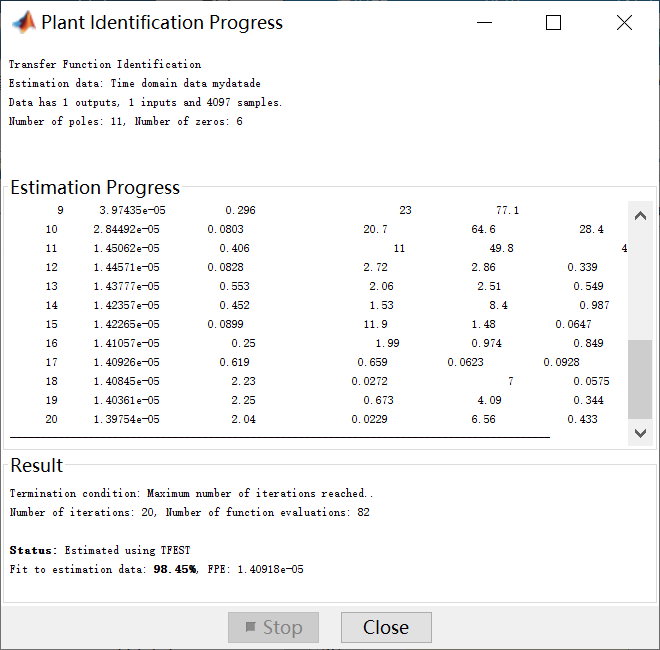 Plant Identification Progress
Transfer Function Identification
Estimation data: Time domain data mydatade
Data has 1 outputs, 1 inputs and 4097 samples.
Number of poles: 11, Number of zeros: 6
Estimation Progress
9 3.97435e-05 0.296 23 77.1
10 2.84492e-05 0.0803 20.7 64.6 28.4
11 1.45062e-05 0.406 11 49.8 4
12 1.44571e-05 0.0828 2.72 2.86 0.339
13 1.43777e-05 0.553 2.06 2.51 0.549
14 1.42357e-05 0.452 1.53 8.4 0.987
15 1.42265e-05 0.0899 11.9 1.48 0.0647
16 1.41057e-05 0.25 1.99 0.974 0.849
17 1.40926e-05 0.619 0.659 0.0623 0.0928
18 1.40845e-05 2.23 0.0272 7 0.0575
19 1.40361e-05 2.25 0.673 4.09 0.344
20 1.39754e-05 2.04 0.0229 6.56 0.433
Result
Termination condition: Maximum number of iterations reached..
Number of iterations: 20, Number of function evaluations: 82
Status: Estimated using TFEST
Fit to estimation data: 98.45%, FPE: 1.40918e-05
Stop Close